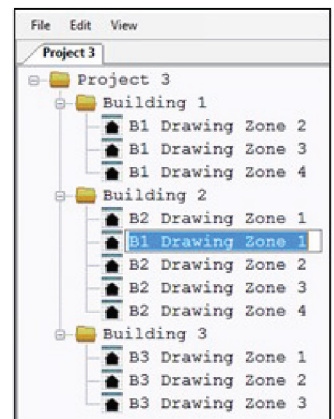 File Edit View
Project 3
Project 3
Building 1
B1 Drawing Zone 2
B1 Drawing Zone 3
B1 Drawing Zone 4
Building 2
B2 Drawing Zone 1
B1 Drawing Zone 1
B2 Drawing Zone 2
B2 Drawing Zone 3
B2 Drawing Zone 4
Building 3
B3 Drawing Zone 1
B3 Drawing Zone 2
B3 Drawing Zone 3